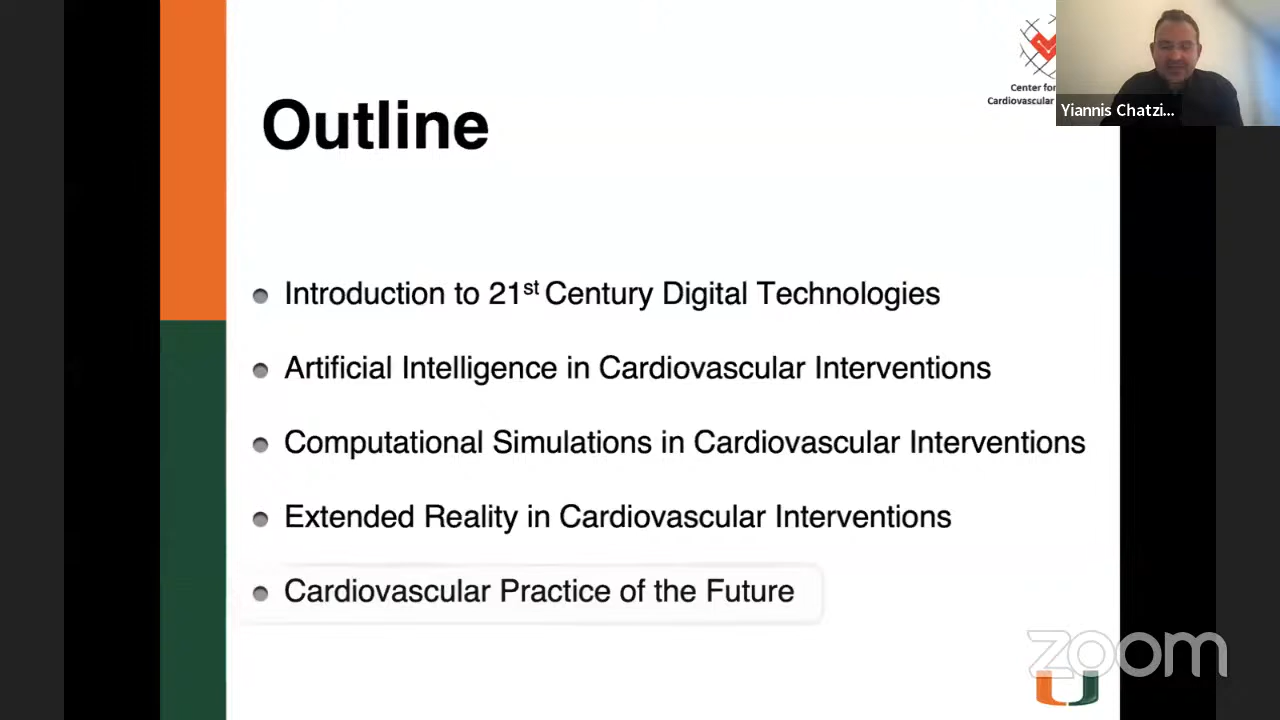 Center for
Cardiovascular
Yiannis Chatzi...
Outline
Introduction to 21st Century Digital Technologies
Artificial Intelligence in Cardiovascular Interventions
Computational Simulations in Cardiovascular Interventions
Extended Reality in Cardiovascular Interventions
Cardiovascular Practice of the Future
zoom
U